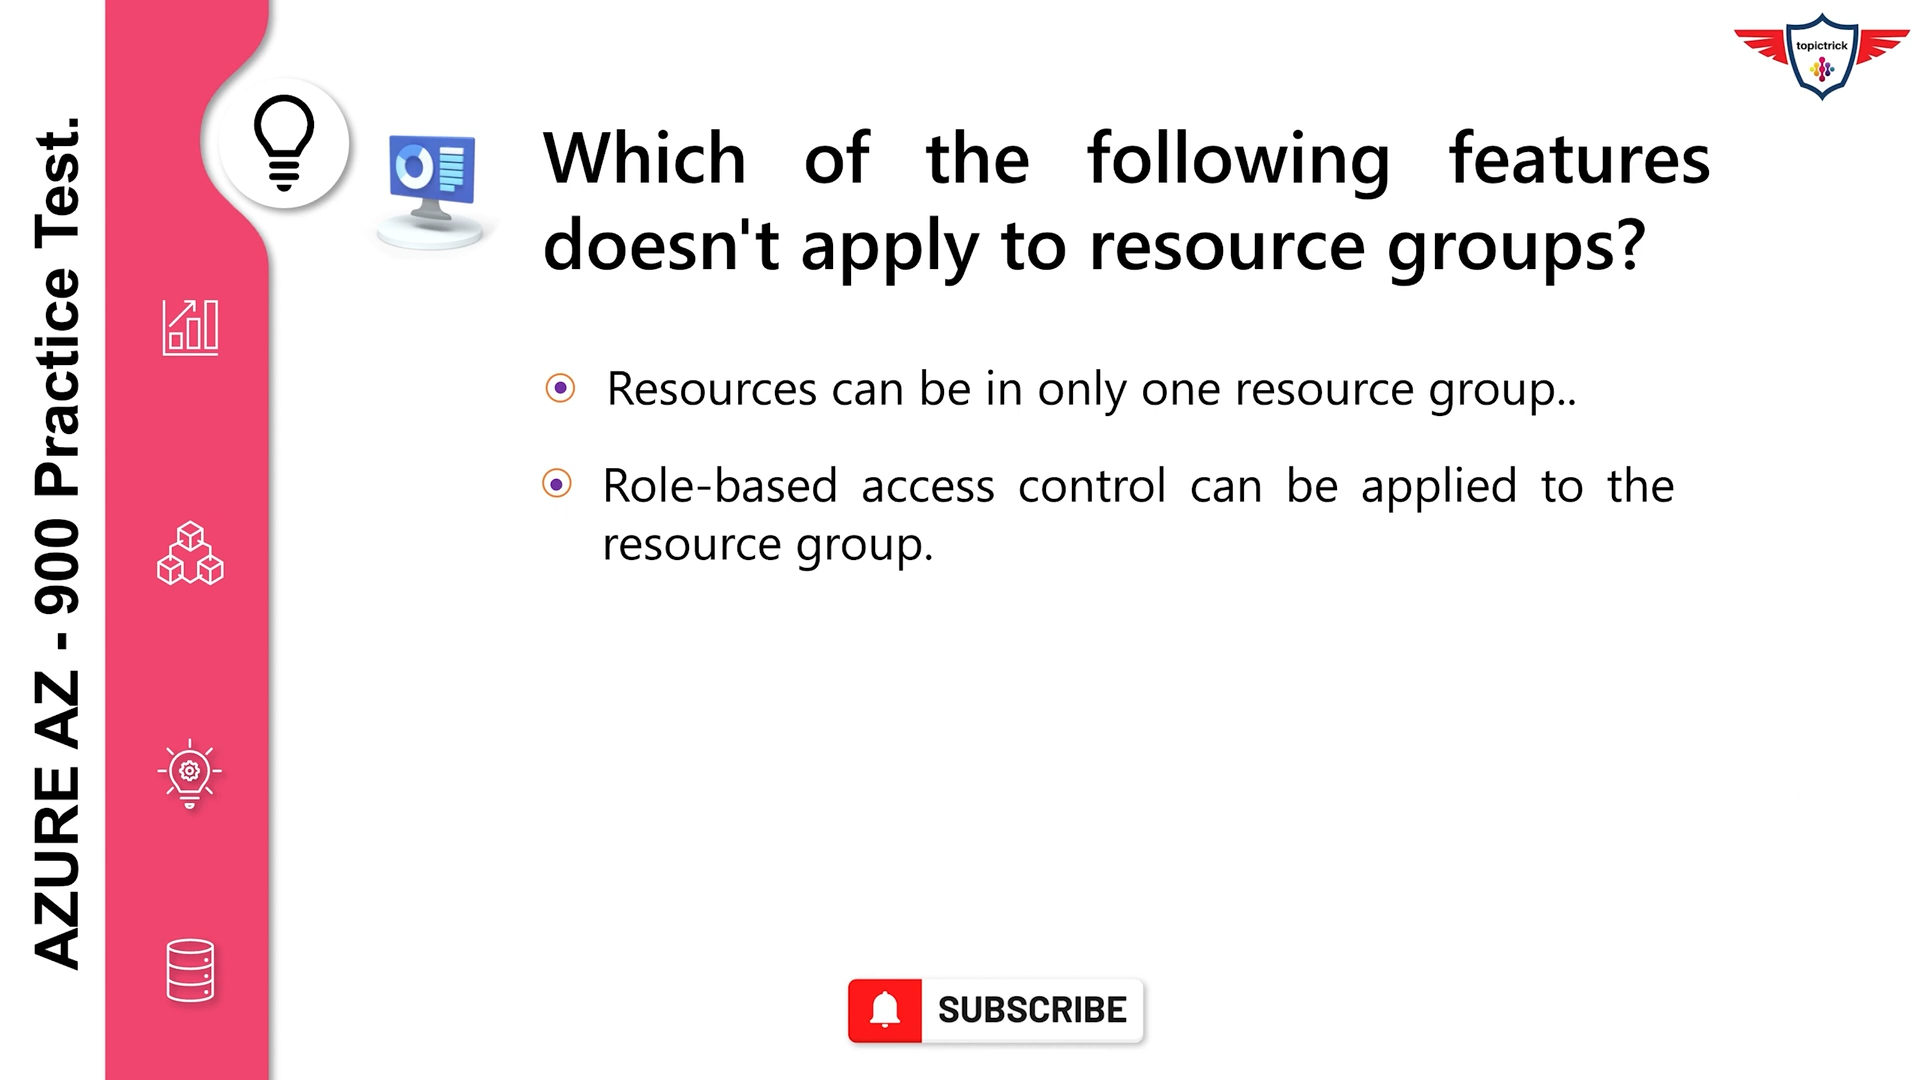 AZURE AZ - 900 Practice Test.
topictrick
Which of the following features
doesn't apply to resource groups?
Resources can be in only one resource group..
Role-based access control can be applied to the
resource group.
SUBSCRIBE